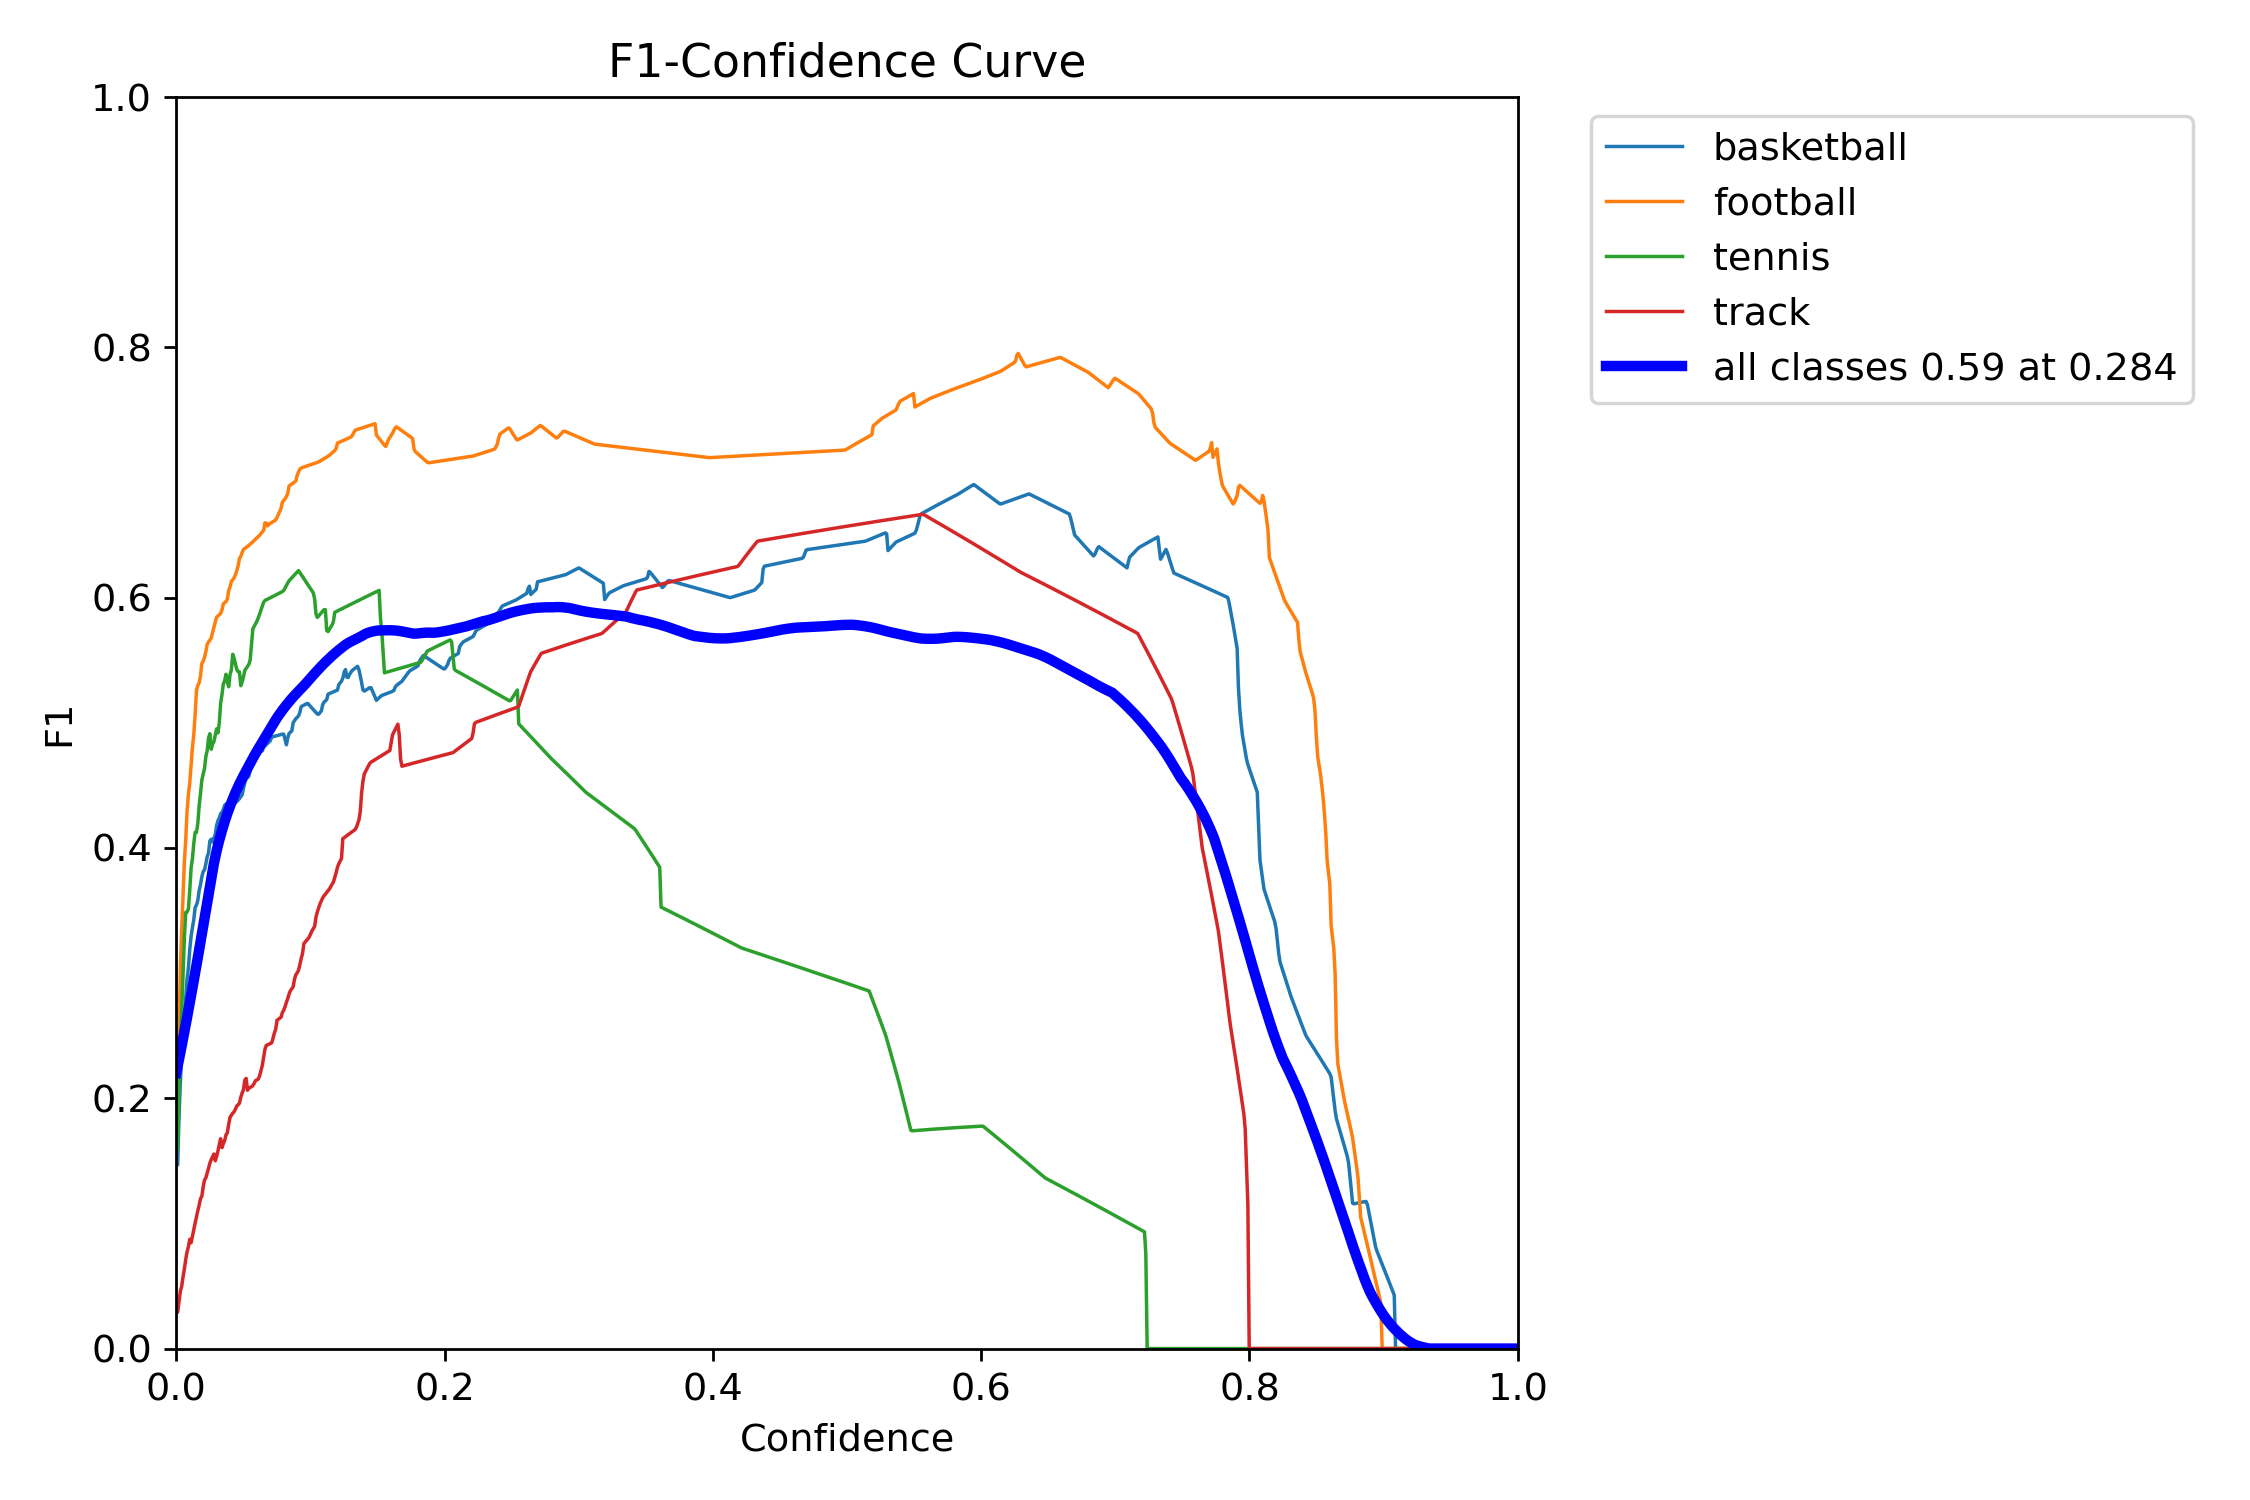 F1-Confidence Curve
1.0
0.8
0.6
0.4
0.2
0.0
F1
0.0 0.2 0.4 0.6 0.8 1.0
Confidence
basketball
football
tennis
track
all classes 0.59 at 0.284